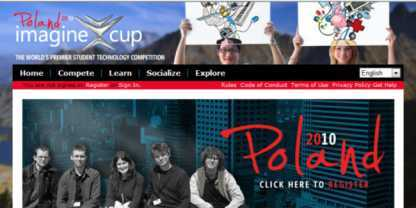 Poland 2010
imagine cup
THE WORLD'S PREMIER STUDENT TECHNOLOGY COMPETITION
Home Compete Learn Socialize Explore English
You are not signed in Register Sign In. Rules Code of Conduct Terms of Use Privacy Policy Get Help
2010
Poland
CLICK HERE TO REGISTER